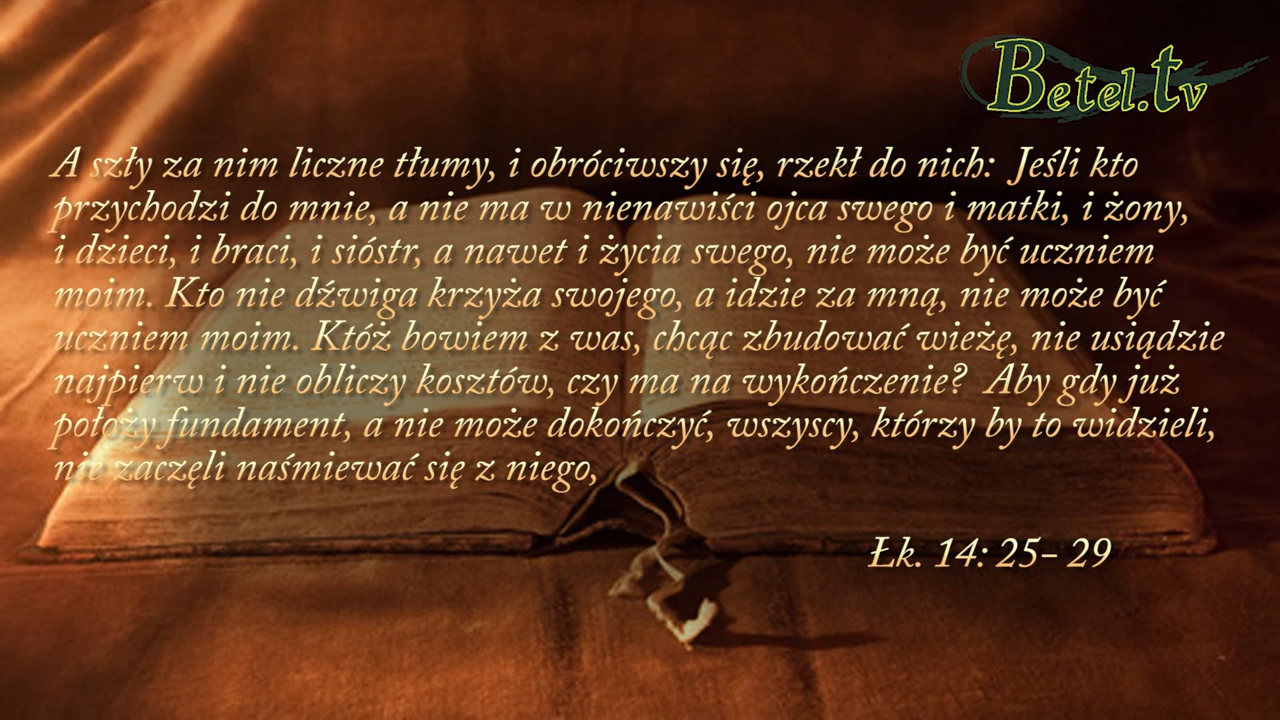 Betel.tv
A szły za nim liczne tłumy, i obróciwszy się, rzekł do nich: Jeśli kto
przychodzi do mnie, a nie ma w nienawiści ojca swego i matki, i żony,
i dzieci, i braci, i sióstr, a nawet i życia swego, nie może być uczniem
moim. Kto nie dźwiga krzyża swojego, a idzie za mną, nie może być
uczniem moim. Któż bowiem z was, chcąc zbudować wieżę, nie usiądzie
najpierw i nie obliczy kosztów, czy ma na wykończenie? Aby gdy już
położy fundament, a nie może dokończyć, wszyscy, którzy by to widzieli,
nie zaczęli naśmiewać się z niego,
Łk. 14: 25- 29